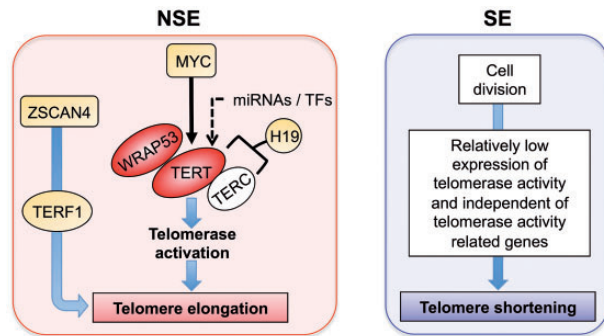 NSE
MYC
miRNAs / TFs
ZSCAN4
H19
WRAP53
TERT
TERC
TERF1
Telomerase
activation
Telomere elongation
SE
Cell
division
Relatively low
expression of
telomerase activity
and independent of
telomerase activity
related genes
Telomere shortening